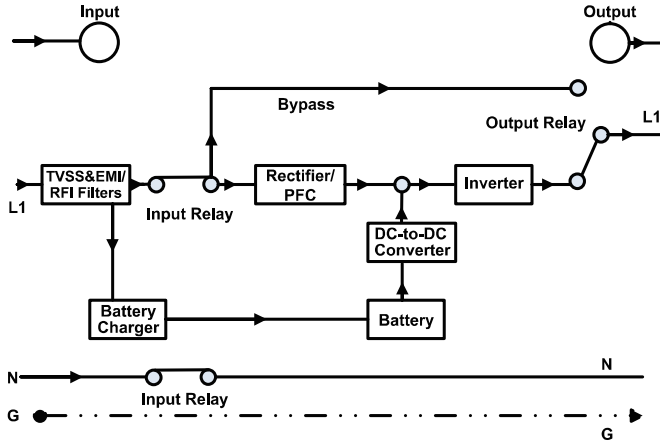 Input
Output
Bypass
Output Relay
L1
TVSS&EMI/
RFI Filters
Rectifier/
PFC
Inverter
L1
Input Relay
DC-to-DC
Converter
Battery
Charger
Battery
N
N
Input Relay
G
G